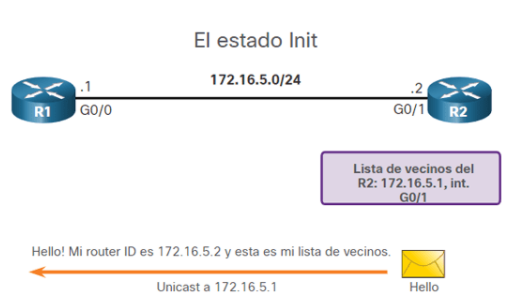 El estado Init
172.16.5.0/24
.1
.2
G0/0
G0/1
R1
R2
Lista de vecinos del
R2: 172.16.5.1, int.
G0/1
Hello! Mi router ID es 172.16.5.2 y esta es mi lista de vecinos.
Unicast a 172.16.5.1
Hello